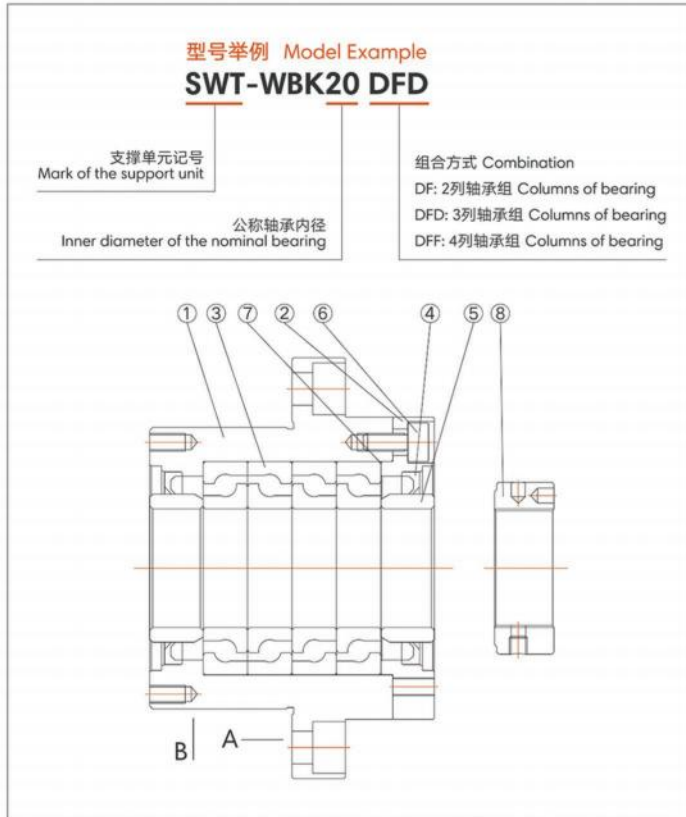 型号举例 Model Example
SWT-WBK20 DFD
支撑单元记号
Mark of the support unit
公称轴承内径
Inner diameter of the nominal bearing
组合方式 Combination
DF: 2列轴承组 Columns of bearing
DFD: 3列轴承组 Columns of bearing
DFF: 4列轴承组 Columns of bearing
① ③ ⑦ ② ⑥ ④ ⑤ ⑧
B A